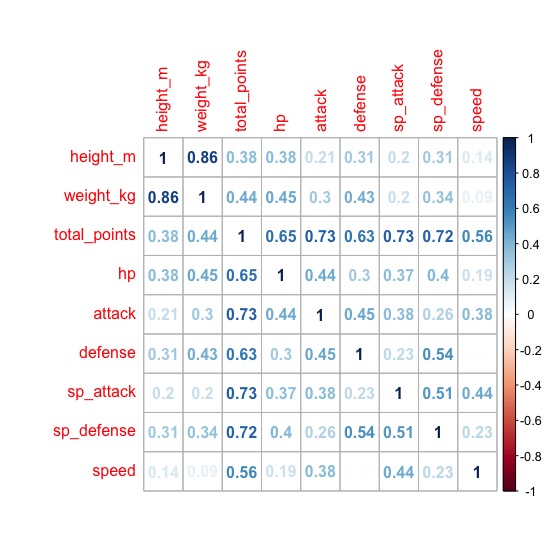 height_m weight_kg total_points hp attack defense sp_attack sp_defense speed
height_m 1 0.86 0.38 0.38 0.21 0.31 0.2 0.31 0.14
weight_kg 0.86 1 0.44 0.45 0.3 0.43 0.2 0.34 0.09
total_points 0.38 0.44 1 0.65 0.73 0.63 0.73 0.72 0.56
hp 0.38 0.45 0.65 1 0.44 0.3 0.37 0.4 0.19
attack 0.21 0.3 0.73 0.44 1 0.45 0.38 0.26 0.38
defense 0.31 0.43 0.63 0.3 0.45 1 0.23 0.54
sp_attack 0.2 0.2 0.73 0.37 0.38 0.23 1 0.51 0.44
sp_defense 0.31 0.34 0.72 0.4 0.26 0.54 0.51 1 0.23
speed 0.14 0.09 0.56 0.19 0.38 0.44 0.23 1
1
0.8
0.6
0.4
0.2
0
-0.2
-0.4
-0.6
-0.8
-1